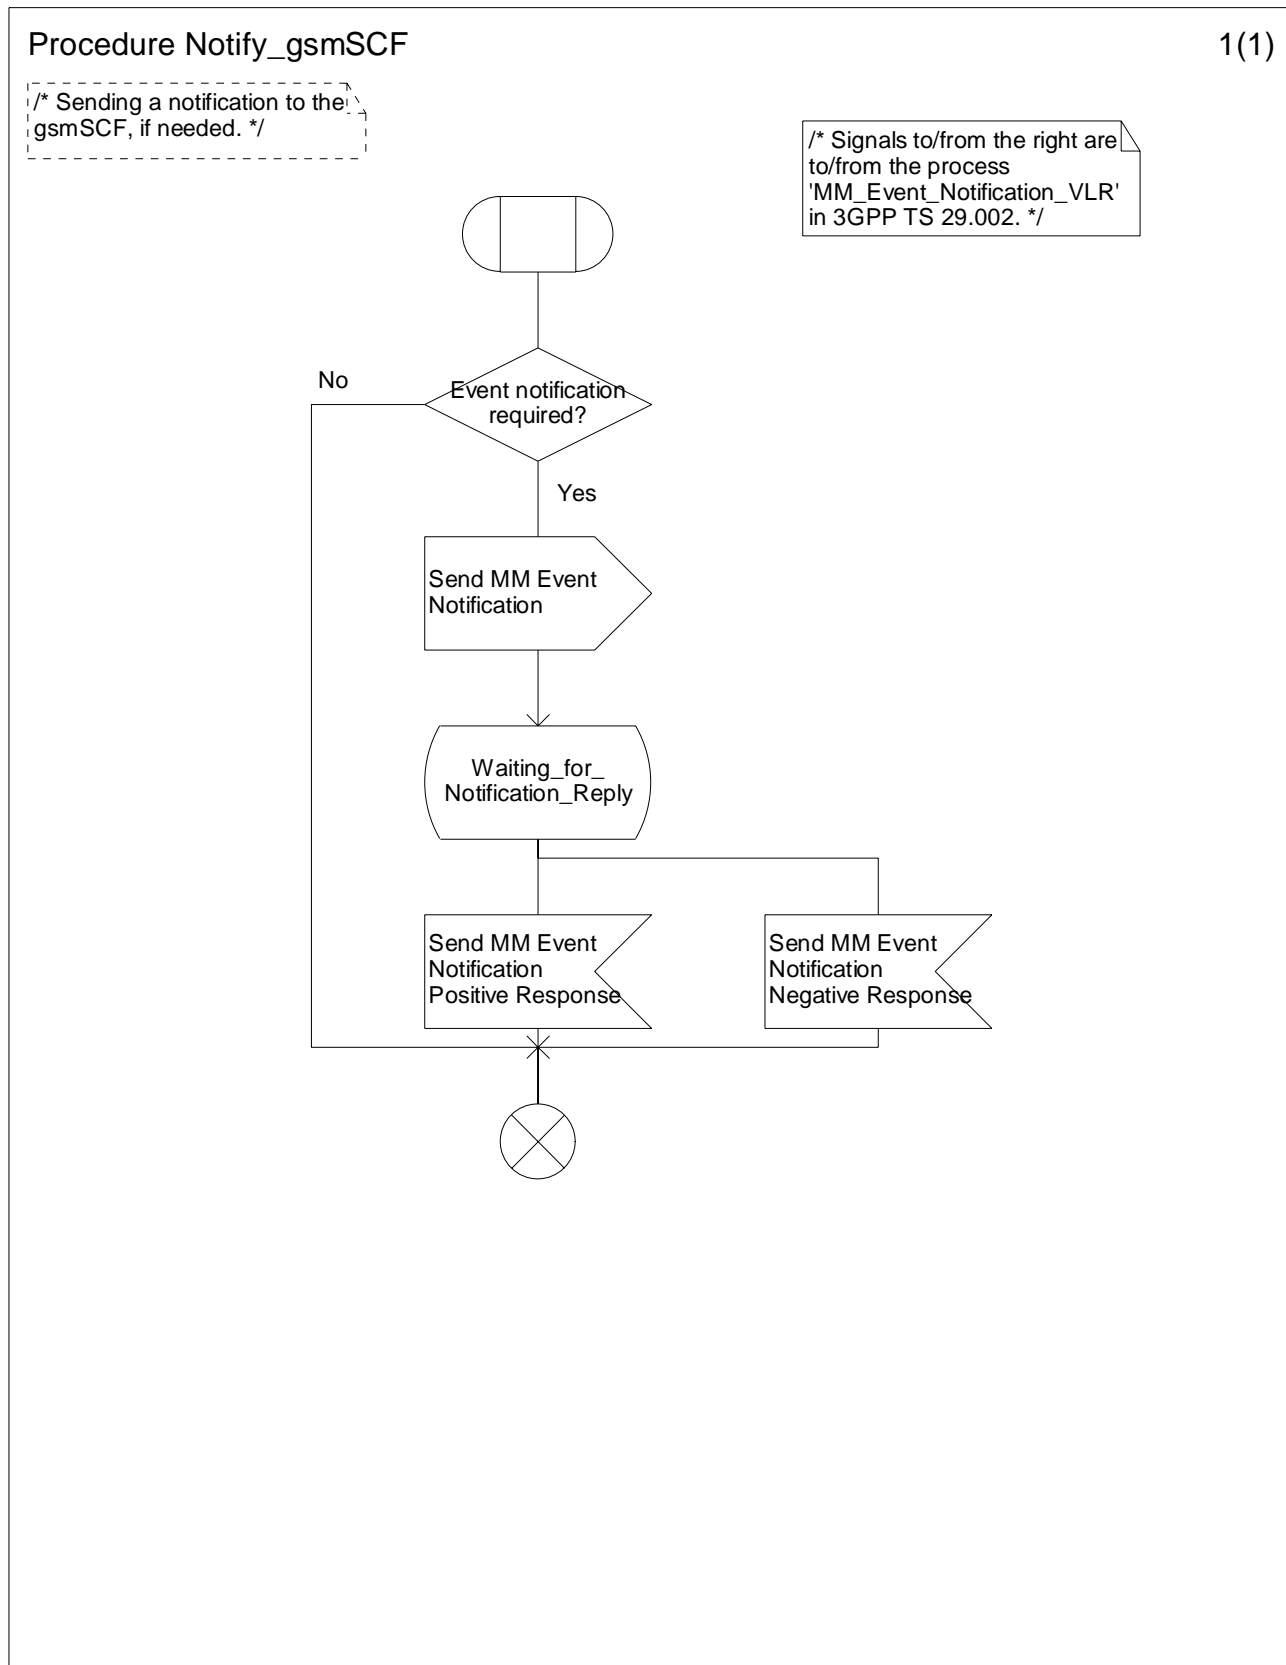 Procedure Notify_gsmSCF
1(1)
/* Sending a notification to the
gsmSCF, if needed. */
/* Signals to/from the right are
to/from the process
'MM_Event_Notification_VLR'
in 3GPP TS 29.002. */
No
Event notification
required?
Yes
Send MM Event
Notification
Waiting_for_
Notification_Reply
Send MM Event
Notification
Positive Response
Send MM Event
Notification
Negative Response